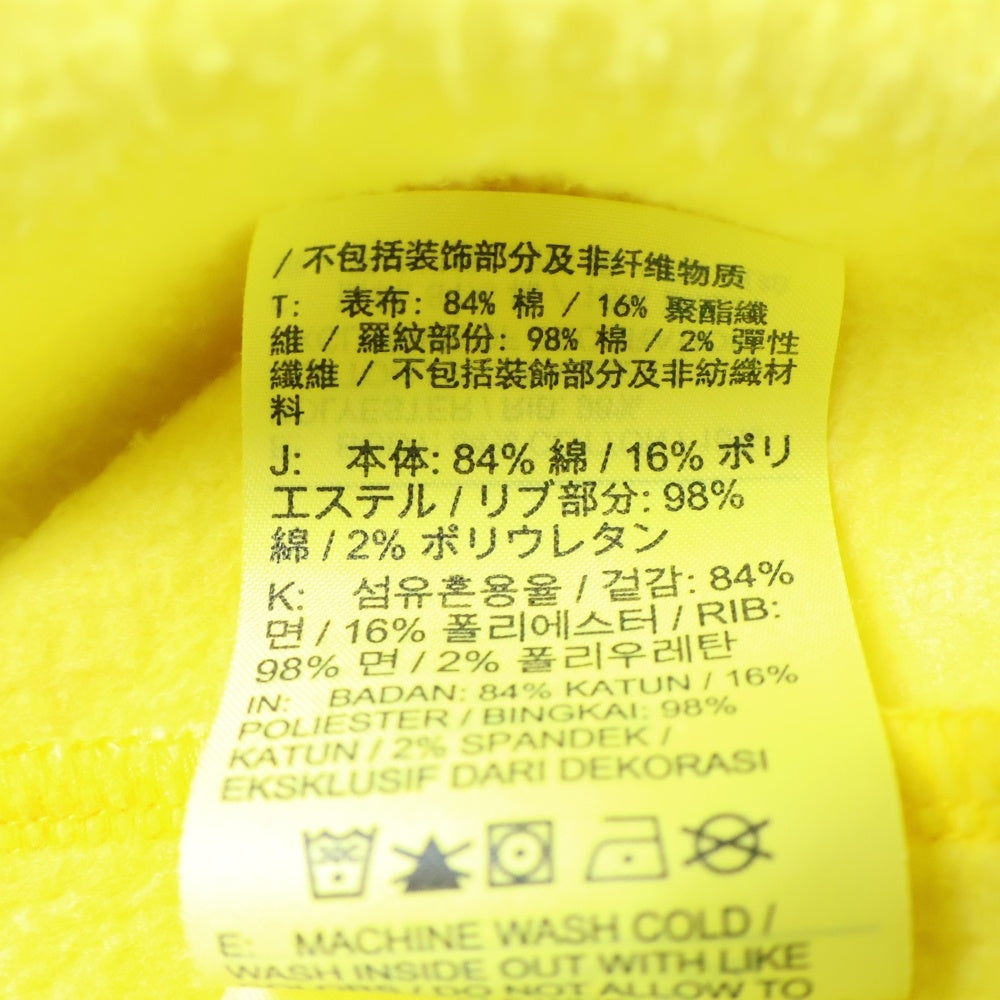 / 不包括装饰部分及非纤维物质
T: 表布: 84% 棉 / 16% 聚酯纖
維 / 羅紋部份: 98% 棉 / 2% 彈性
纖維 / 不包括裝飾部分及非紡織材
料
J: 本体: 84% 綿 / 16% ポリ
エステル / リブ部分: 98%
綿 / 2% ポリウレタン
K: 섬유혼용율 / 겉감: 84%
면 / 16% 폴리에스터 / RIB:
98% 면 / 2% 폴리우레탄
IN: BADAN: 84% KATUN / 16%
POLIESTER / BINGKAI: 98%
KATUN / 2% SPANDEK /
EKSKLUSIF DARI DEKORASI
E: MACHINE WASH COLD /
WASH INSIDE OUT WITH LIKE
COLORS / DO NOT ALLOW TO